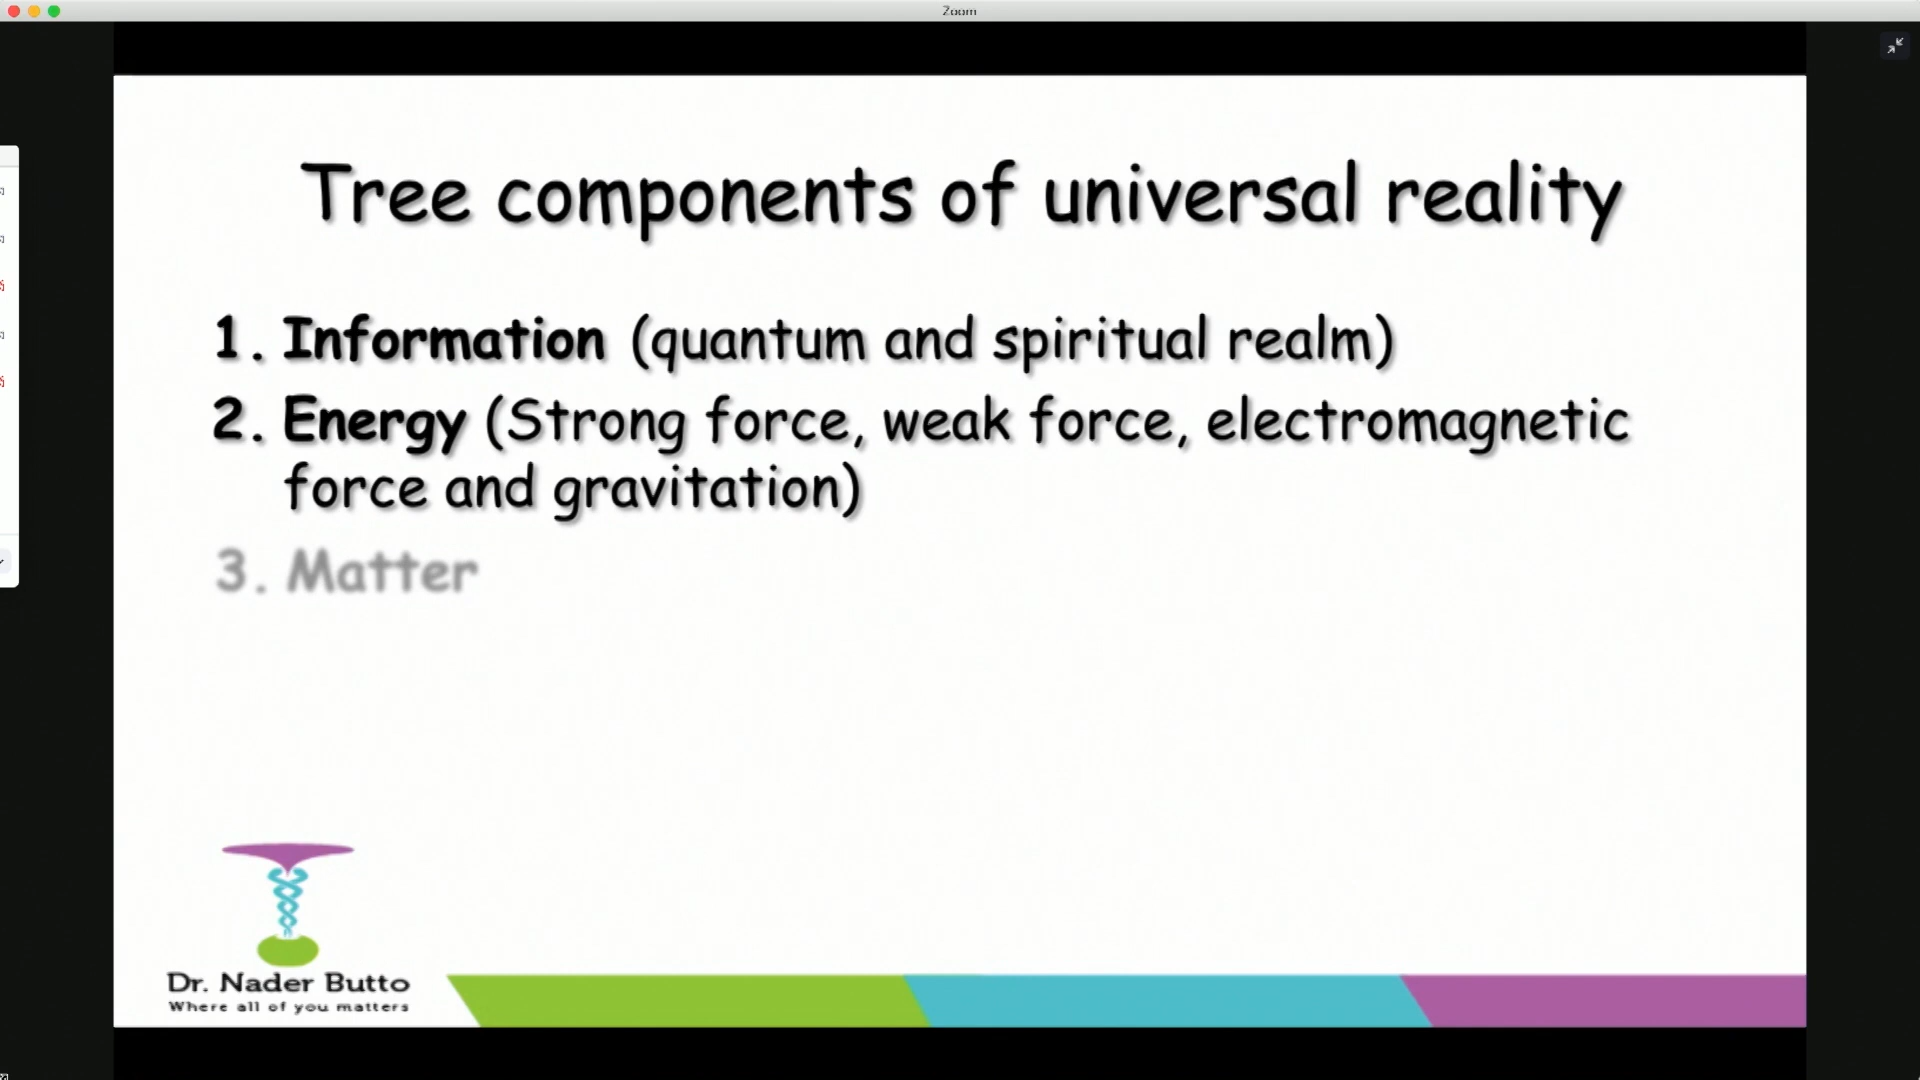 Zoom
Tree components of universal reality
1. Information (quantum and spiritual realm)
2. Energy (Strong force, weak force, electromagnetic
force and gravitation)
3. Matter
Dr. Nader Butto
Where all of you matters